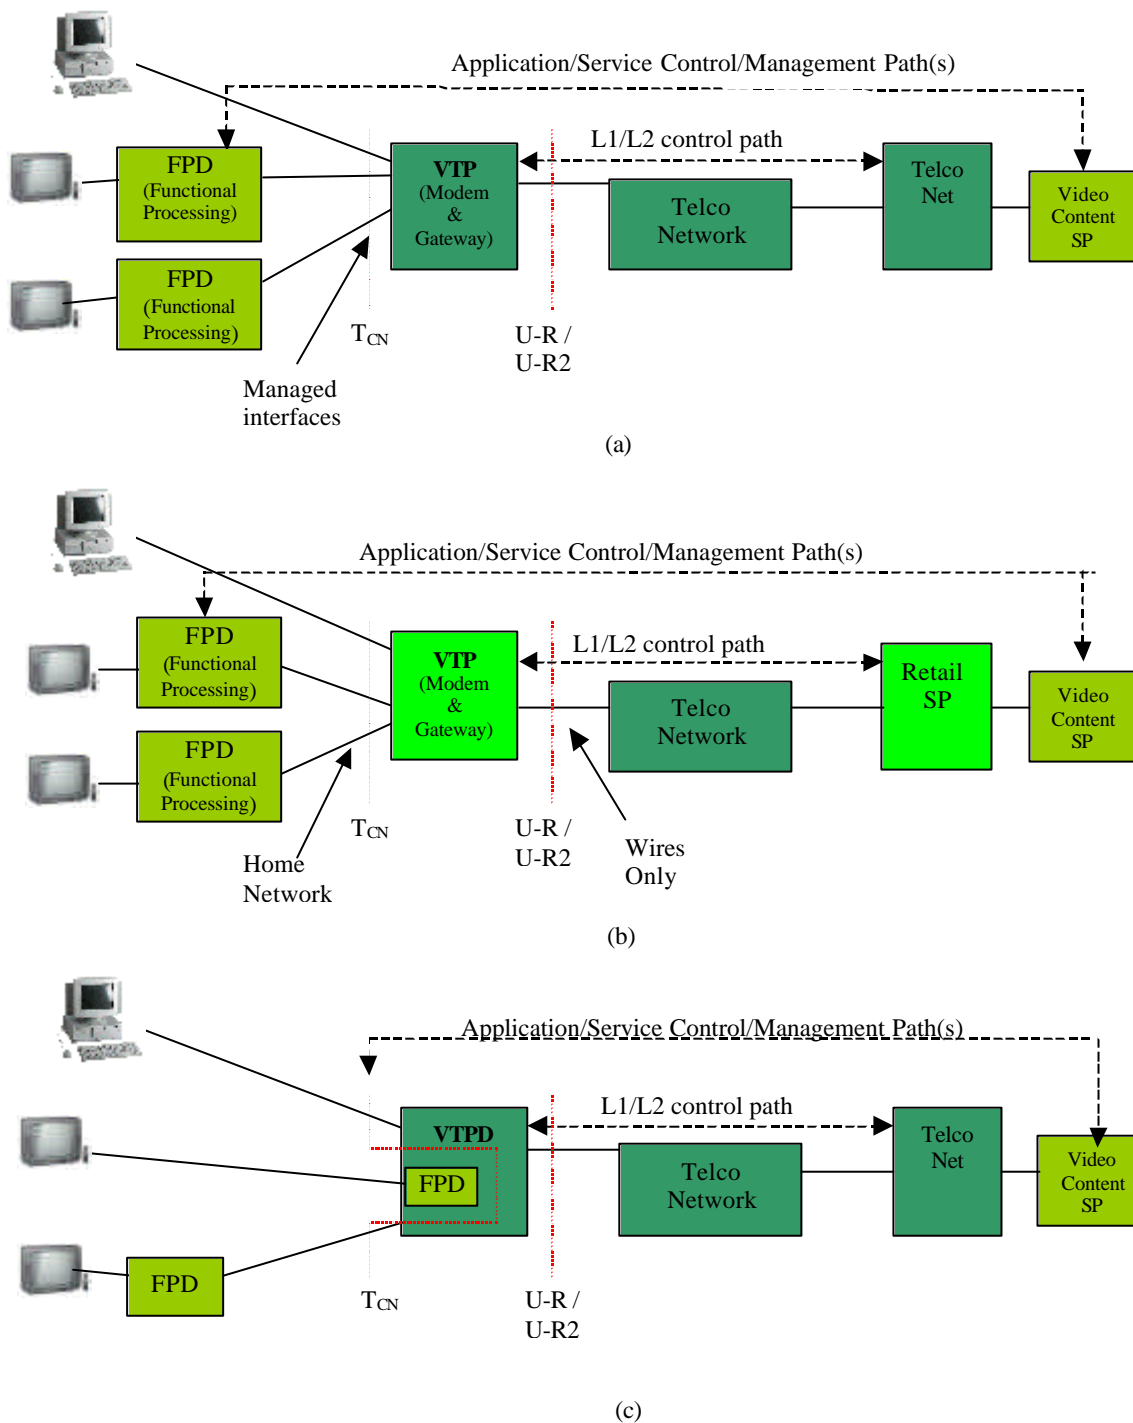 Application/Service Control/Management Path(s)
L1/L2 control path
FPD
(Functional
Processing)
VTP
(Modem
&
Gateway)
Telco
Net
Telco
Network
Video
Content
SP
FPD
(Functional
Processing)
TCN
U-R /
U-R2
Managed
interfaces
(a)
Application/Service Control/Management Path(s)
L1/L2 control path
FPD
(Functional
Processing)
VTP
(Modem
&
Gateway)
Retail
SP
Telco
Network
Video
Content
SP
FPD
(Functional
Processing)
TCN
U-R /
U-R2
Home
Network
Wires
Only
(b)
Application/Service Control/Management Path(s)
L1/L2 control path
VTPD
FPD
Telco
Net
Telco
Network
Video
Content
SP
FPD
TCN
U-R /
U-R2
(c)